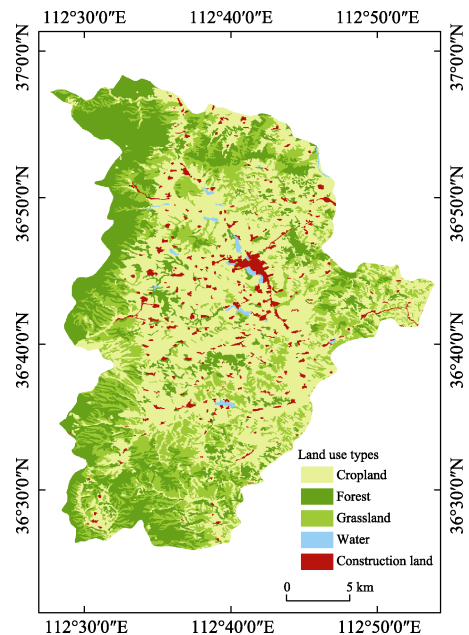 112°30′0″E 112°40′0″E 112°50′0″E
37°0′0″N 37°0′0″N
36°50′0″N 36°50′0″N
36°40′0″N 36°40′0″N
36°30′0″N 36°30′0″N
Land use types
Cropland
Forest
Grassland
Water
Construction land
0 5 km
112°30′0″E 112°40′0″E 112°50′0″E